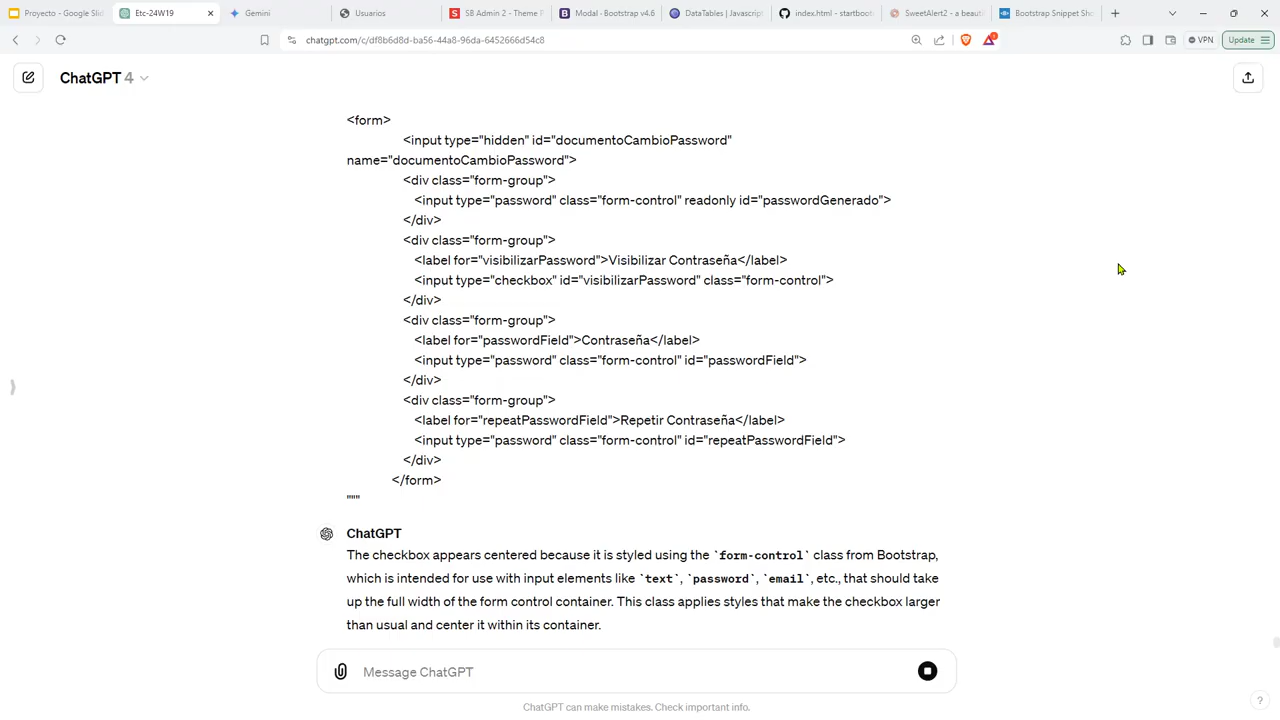 Proyecto - Google Slid
Etc-24W19
Gemini
Usuarios
SB Admin 2 - Theme P
Modal · Bootstrap v4.6
DataTables | Javascript
index.html - startboots
SweetAlert2 - a beauti
Bootstrap Snippet Sho
chatgpt.com/c/df8b6d8d-ba56-44a8-96da-6452666d54c8
VPN
Update
ChatGPT 4
<form>
<input type="hidden" id="documentoCambioPassword"
name="documentoCambioPassword">
<div class="form-group">
<input type="password" class="form-control" readonly id="passwordGenerado">
</div>
<div class="form-group">
<label for="visibilizarPassword">Visibilizar Contraseña</label>
<input type="checkbox" id="visibilizarPassword" class="form-control">
</div>
<div class="form-group">
<label for="passwordField">Contraseña</label>
<input type="password" class="form-control" id="passwordField">
</div>
<div class="form-group">
<label for="repeatPasswordField">Repetir Contraseña</label>
<input type="password" class="form-control" id="repeatPasswordField">
</div>
</form>
"""
ChatGPT
The checkbox appears centered because it is styled using the `form-control` class from Bootstrap,
which is intended for use with input elements like `text`, `password`, `email`, etc., that should take
up the full width of the form control container. This class applies styles that make the checkbox larger
than usual and center it within its container.
Message ChatGPT
ChatGPT can make mistakes. Check important info.
?